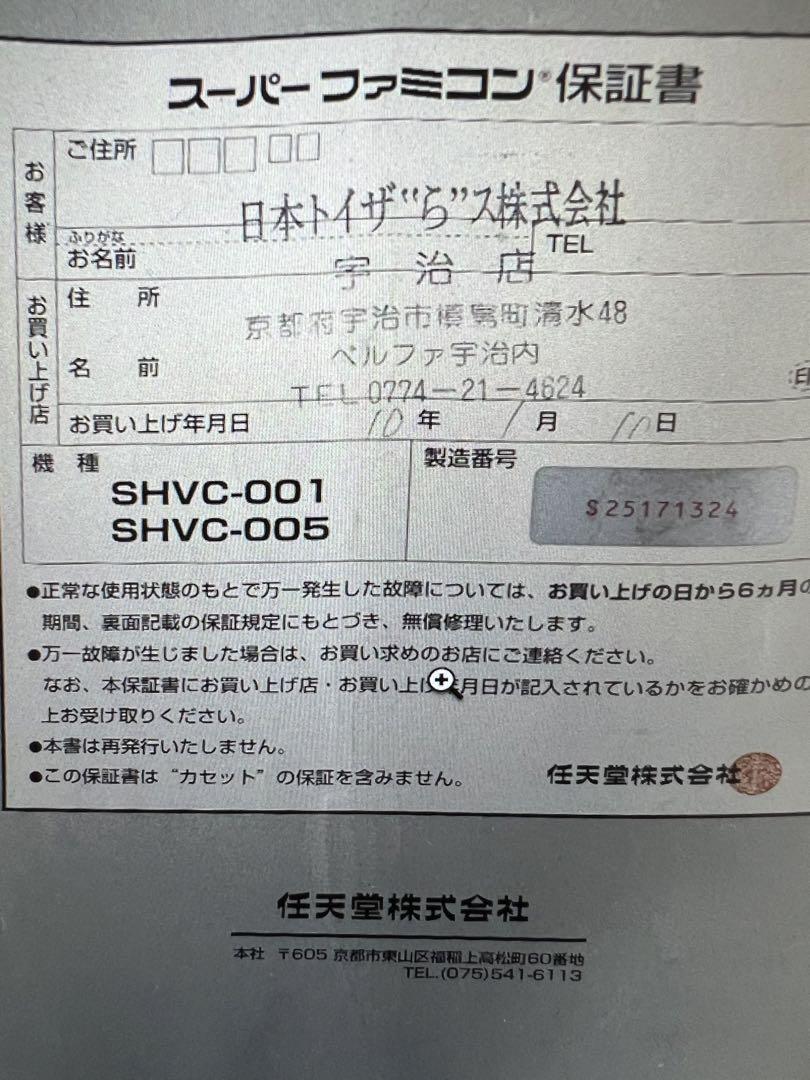 スーパーファミコン®保証書
お客様
ご住所
日本トイザ“ら”ス株式会社
ふりがな
お名前
TEL
宇治店
お買い上げ店
住所
京都府宇治市槇島町清水48
名前
ベルファ宇治内
TEL 0774-21-4624
印
お買い上げ年月日 10年 1月 10日
機種
SHVC-001
SHVC-005
製造番号
S25171324
●正常な使用状態のもとで万一発生した故障については、お買い上げの日から6ヵ月の
期間、裏面記載の保証規定にもとづき、無償修理いたします。
●万一故障が生じました場合は、お買い求めのお店にご連絡ください。
なお、本保証書にお買い上げ店・お買い上げ年月日が記入されているかをお確かめの
上お受け取りください。
●本書は再発行いたしません。
●この保証書は“カセット”の保証を含みません。
任天堂株式会社
任天堂株式会社
本社 〒605 京都市東山区福稲上高松町60番地
TEL.(075)541-6113